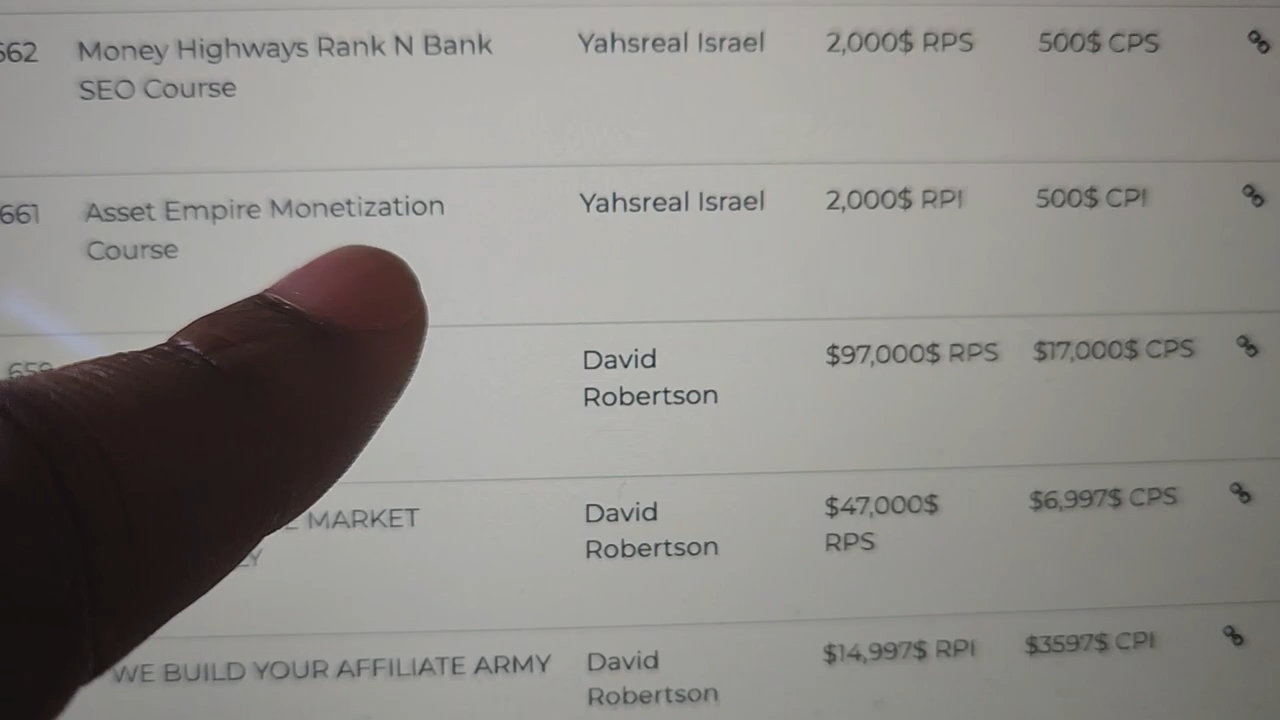 662 Money Highways Rank N Bank Yahsreal Israel 2,000$ RPS 500$ CPS
SEO Course
661 Asset Empire Monetization Yahsreal Israel 2,000$ RPI 500$ CPI
Course
659 David $97,000$ RPS $17,000$ CPS
Robertson
MARKET David $47,000$ $6,997$ CPS
Robertson RPS
WE BUILD YOUR AFFILIATE ARMY David $14,997$ RPI $3597$ CPI
Robertson